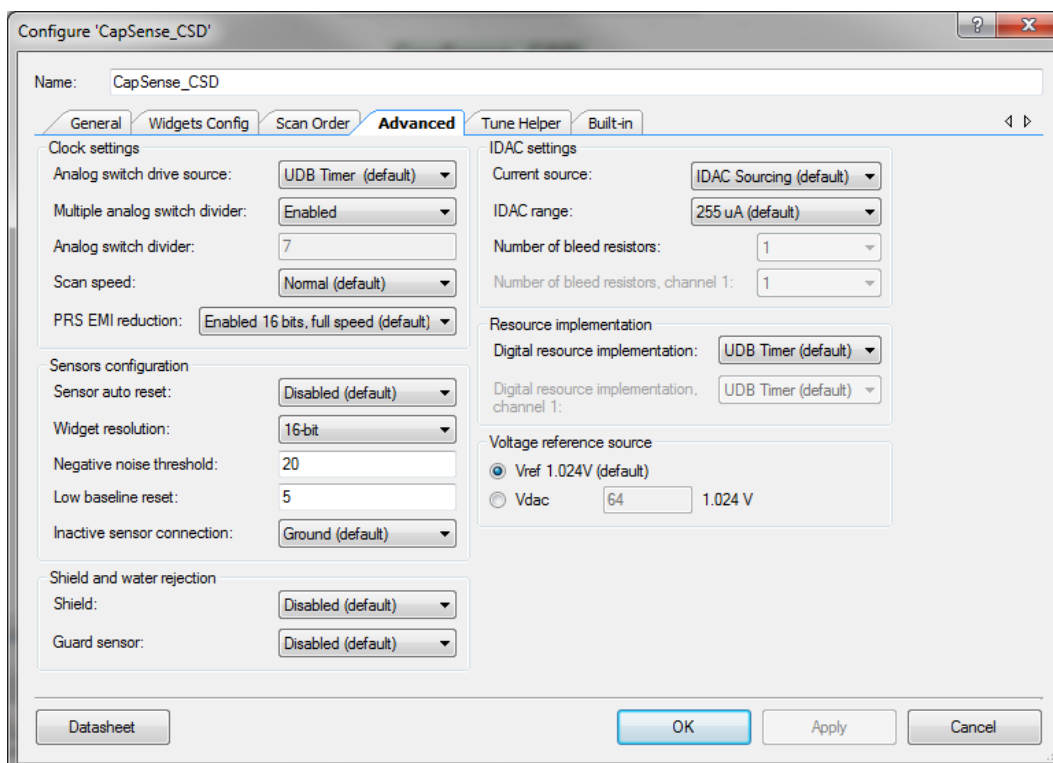 Configure 'CapSense_CSD'
Name: CapSense_CSD
General Widgets Config Scan Order Advanced Tune Helper Built-in
Clock settings
Analog switch drive source: UDB Timer (default)
Multiple analog switch divider: Enabled
Analog switch divider: 7
Scan speed: Normal (default)
PRS EMI reduction: Enabled 16 bits, full speed (default)
Sensors configuration
Sensor auto reset: Disabled (default)
Widget resolution: 16-bit
Negative noise threshold: 20
Low baseline reset: 5
Inactive sensor connection: Ground (default)
Shield and water rejection
Shield: Disabled (default)
Guard sensor: Disabled (default)
IDAC settings
Current source: IDAC Sourcing (default)
IDAC range: 255 uA (default)
Number of bleed resistors: 1
Number of bleed resistors, channel 1: 1
Resource implementation
Digital resource implementation: UDB Timer (default)
Digital resource implementation, UDB Timer (default)
channel 1:
Voltage reference source
Vref 1.024V (default)
Vdac 64 1.024 V
Datasheet OK Apply Cancel